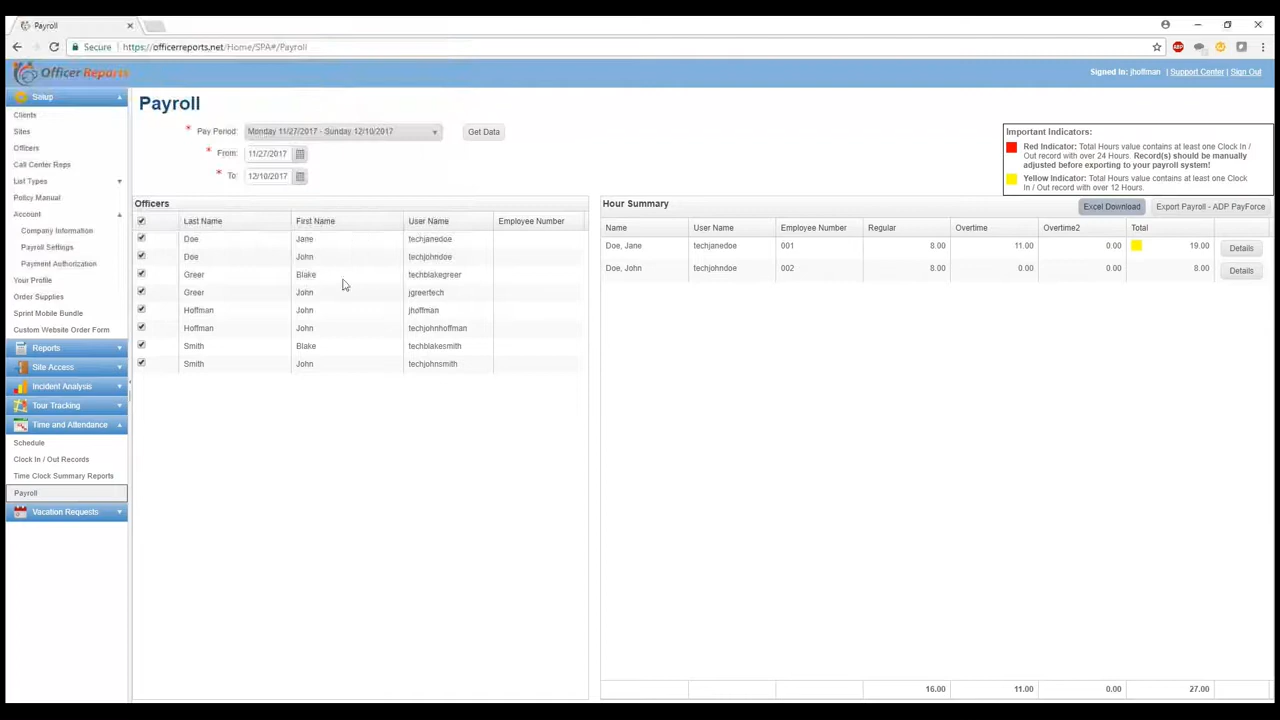 Payroll
Secure https://officerreports.net/Home/SPA#/Payroll
ABP
Officer Reports
Signed in: jhoffman | Support Center | Sign Out
Setup
Clients
Sites
Officers
Call Center Reps
List Types
Policy Manual
Account
Company Information
Payroll Settings
Payment Authorization
Your Profile
Order Supplies
Sprint Mobile Bundle
Custom Website Order Form
Reports
Site Access
Incident Analysis
Tour Tracking
Time and Attendance
Schedule
Clock In / Out Records
Time Clock Summary Reports
Payroll
Vacation Requests
Payroll
* Pay Period: Monday 11/27/2017 - Sunday 12/10/2017 Get Data
* From: 11/27/2017
* To: 12/10/2017
Important Indicators:
Red Indicator: Total Hours value contains at least one Clock In /
Out record with over 24 Hours. Record(s) should be manually
adjusted before exporting to your payroll system!
Yellow Indicator: Total Hours value contains at least one Clock
In / Out record with over 12 Hours.
Officers
Last Name First Name User Name Employee Number
Doe Jane techjanedoe
Doe John techjohndoe
Greer Blake techblakegreer
Greer John jgreertech
Hoffman John jhoffman
Hoffman John techjohnhoffman
Smith Blake techblakesmith
Smith John techjohnsmith
Hour Summary Excel Download Export Payroll - ADP PayForce
Name User Name Employee Number Regular Overtime Overtime2 Total
Doe, Jane techjanedoe 001 8.00 11.00 0.00 19.00 Details
Doe, John techjohndoe 002 8.00 0.00 0.00 8.00 Details
16.00 11.00 0.00 27.00